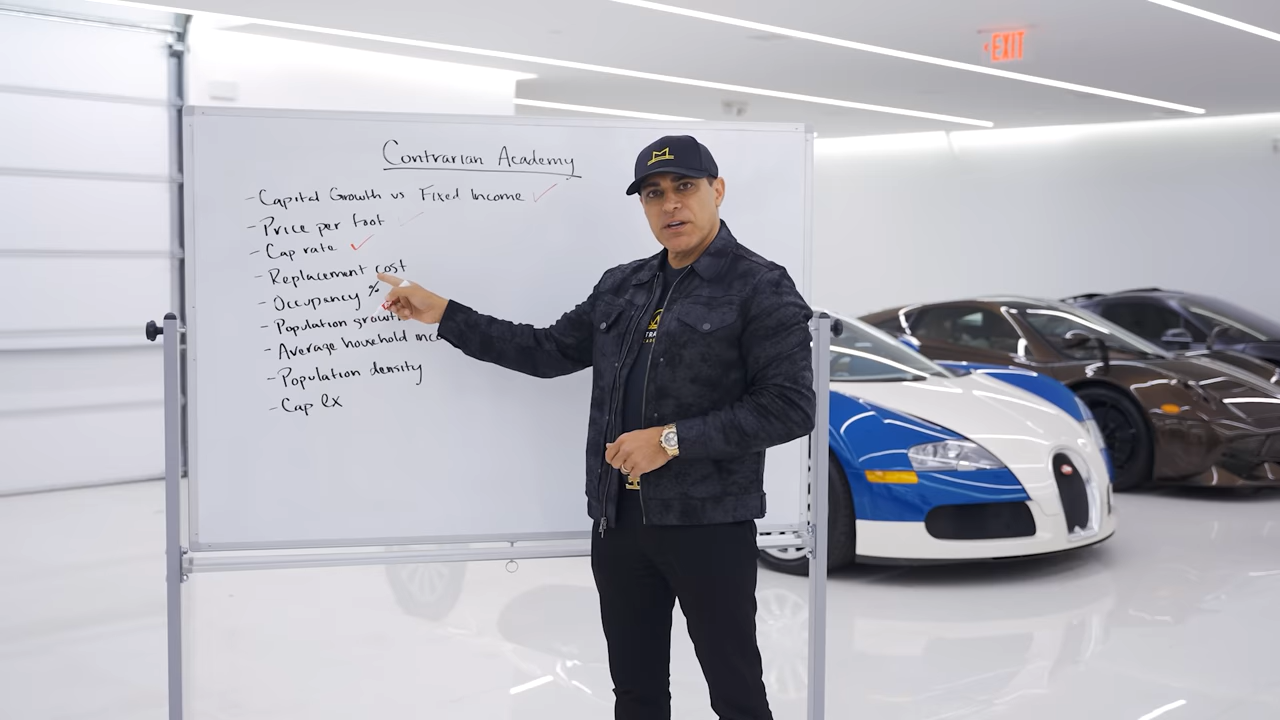 EXIT
Contrarian Academy
- Capital Growth vs Fixed Income ✓
- Price per foot
- Cap rate ✓
- Replacement cost
- Occupancy %
- Population growth
- Average household inco
- Population density
- Cap Ex